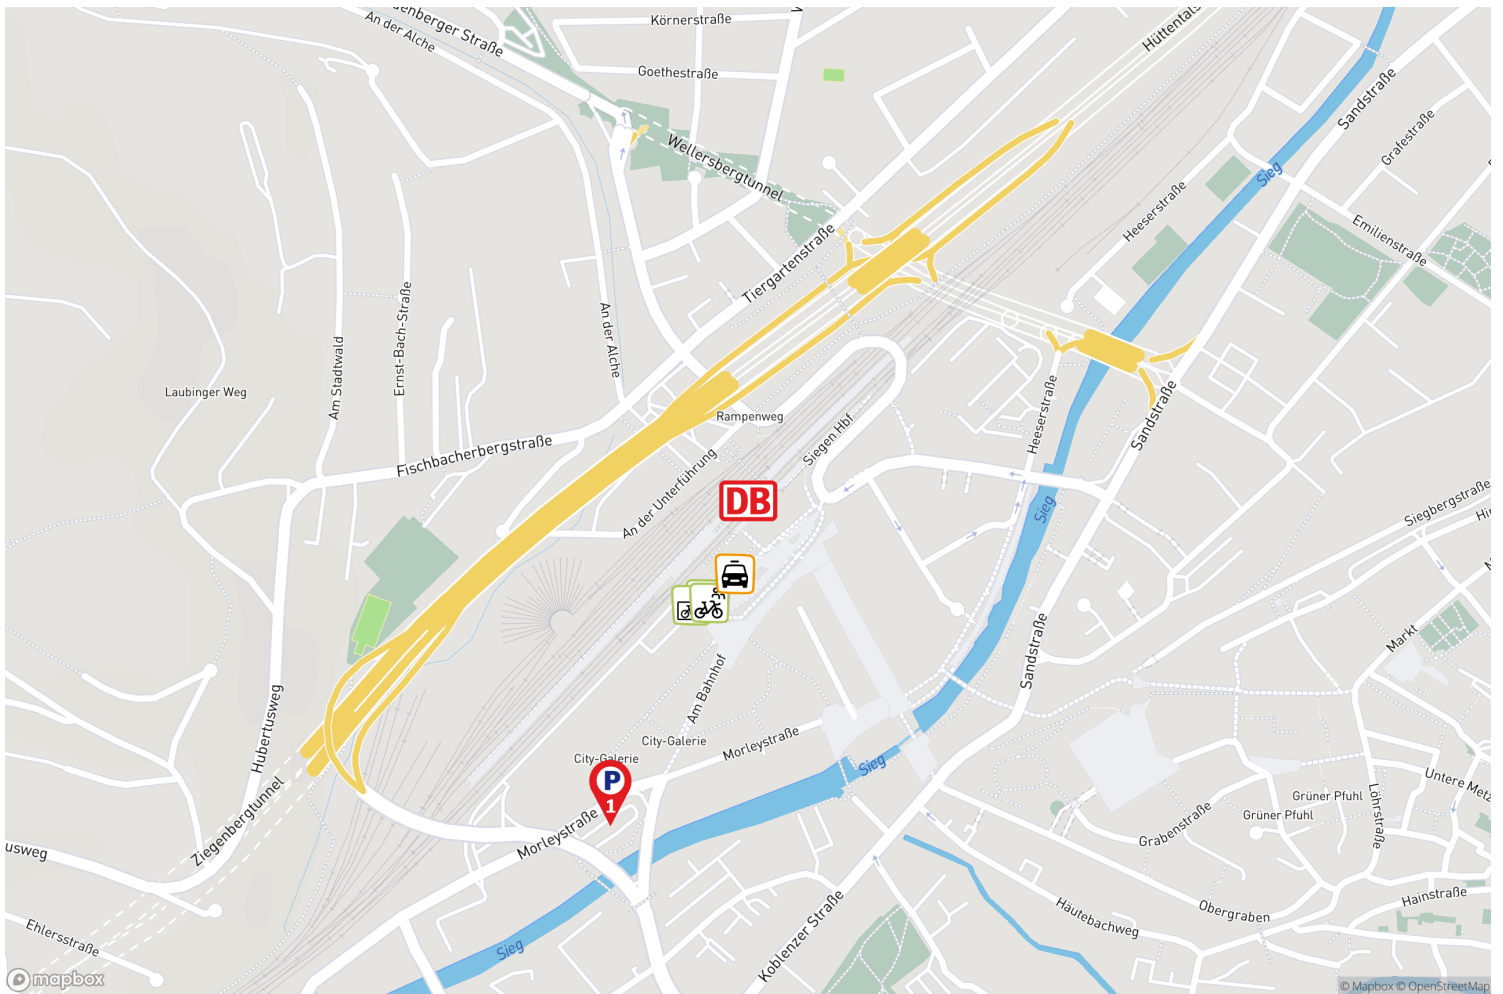 Körnerstraße
An der Alche
Hüttentals
Goethestraße
Sandstraße
Grafestraße
Wellersbergtunnel
Sieg
Heeserstraße
Emilienstraße
Tiergartenstraße
An der Alche
Ernst-Bach-Straße
Am Stadtwald
Laubinger Weg
Rampenweg
Siegen Hbf
Heeserstraße
Sandstraße
Fischbacherbergstraße
An der Unterführung
DB
Sieg
Siegbergstraße
Sandstraße
Markt
Am Bahnhof
Hubertusweg
City-Galerie
Morleystraße
City-Galerie
Sieg
P
1
Untere Metz
Grüner Pfuhl
Grüner Pfuhl
Löhrstraße
Grabenstraße
Morleystraße
Ziegenbergtunnel
usweg
Hainstraße
Obergraben
Häutebachweg
Koblenzer Straße
Ehlersstraße
Sieg
mapbox
© Mapbox © OpenStreetMap